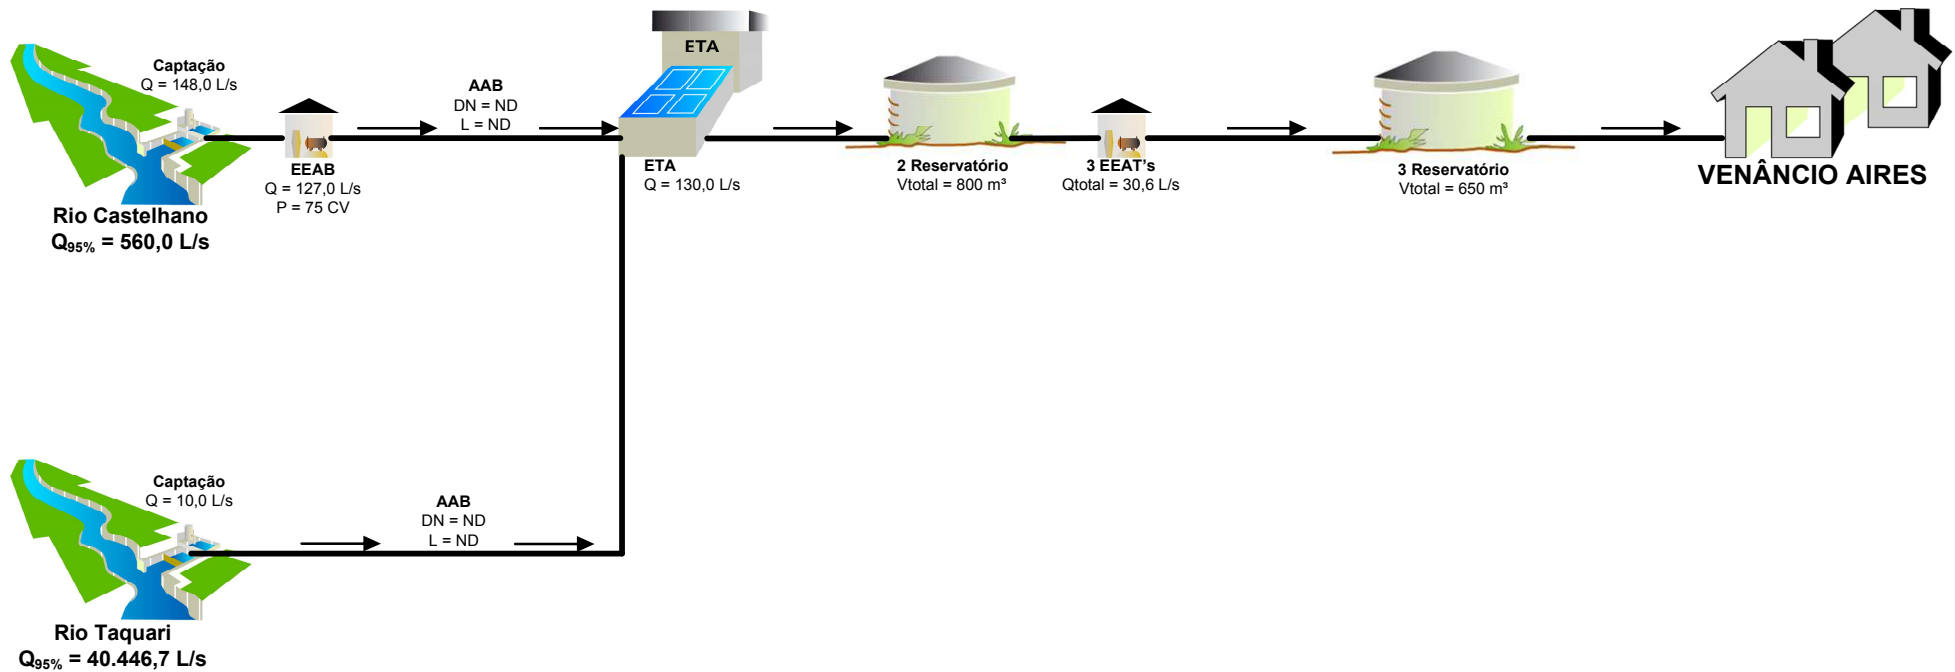 Captação
Q = 148,0 L/s
EEAB
Q = 127,0 L/s
P = 75 CV
Rio Castelhano
Q95% = 560,0 L/s
AAB
DN = ND
L = ND
ETA
ETA
Q = 130,0 L/s
2 Reservatório
Vtotal = 800 m³
3 EEAT's
Qtotal = 30,6 L/s
3 Reservatório
Vtotal = 650 m³
VENÂNCIO AIRES
Captação
Q = 10,0 L/s
AAB
DN = ND
L = ND
Rio Taquari
Q95% = 40.446,7 L/s